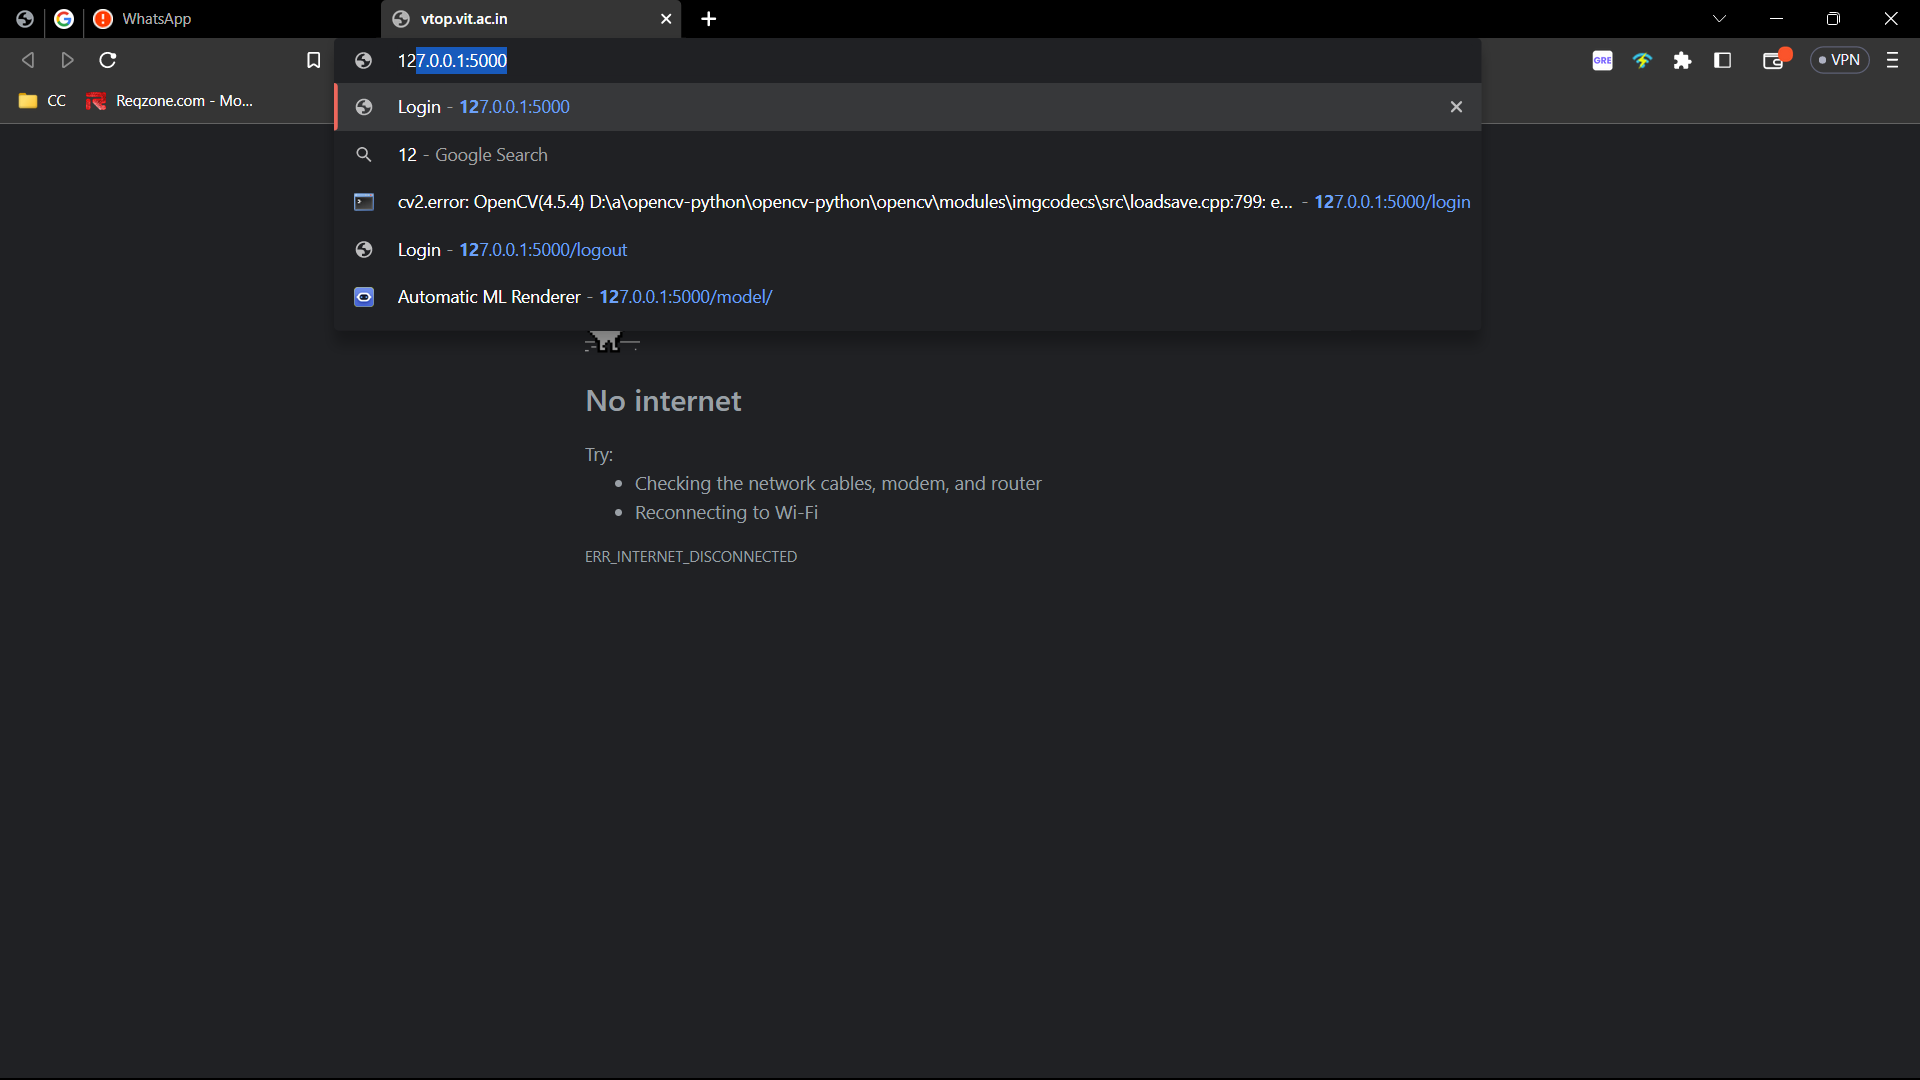 WhatsApp
vtop.vit.ac.in
127.0.0.1:5000
GRE
VPN
CC
Reqzone.com - Mo...
Login - 127.0.0.1:5000
12 - Google Search
cv2.error: OpenCV(4.5.4) D:\a\opencv-python\opencv-python\opencv\modules\imgcodecs\src\loadsave.cpp:799: e... - 127.0.0.1:5000/login
Login - 127.0.0.1:5000/logout
Automatic ML Renderer - 127.0.0.1:5000/model/
No internet
Try:
Checking the network cables, modem, and router
Reconnecting to Wi-Fi
ERR_INTERNET_DISCONNECTED